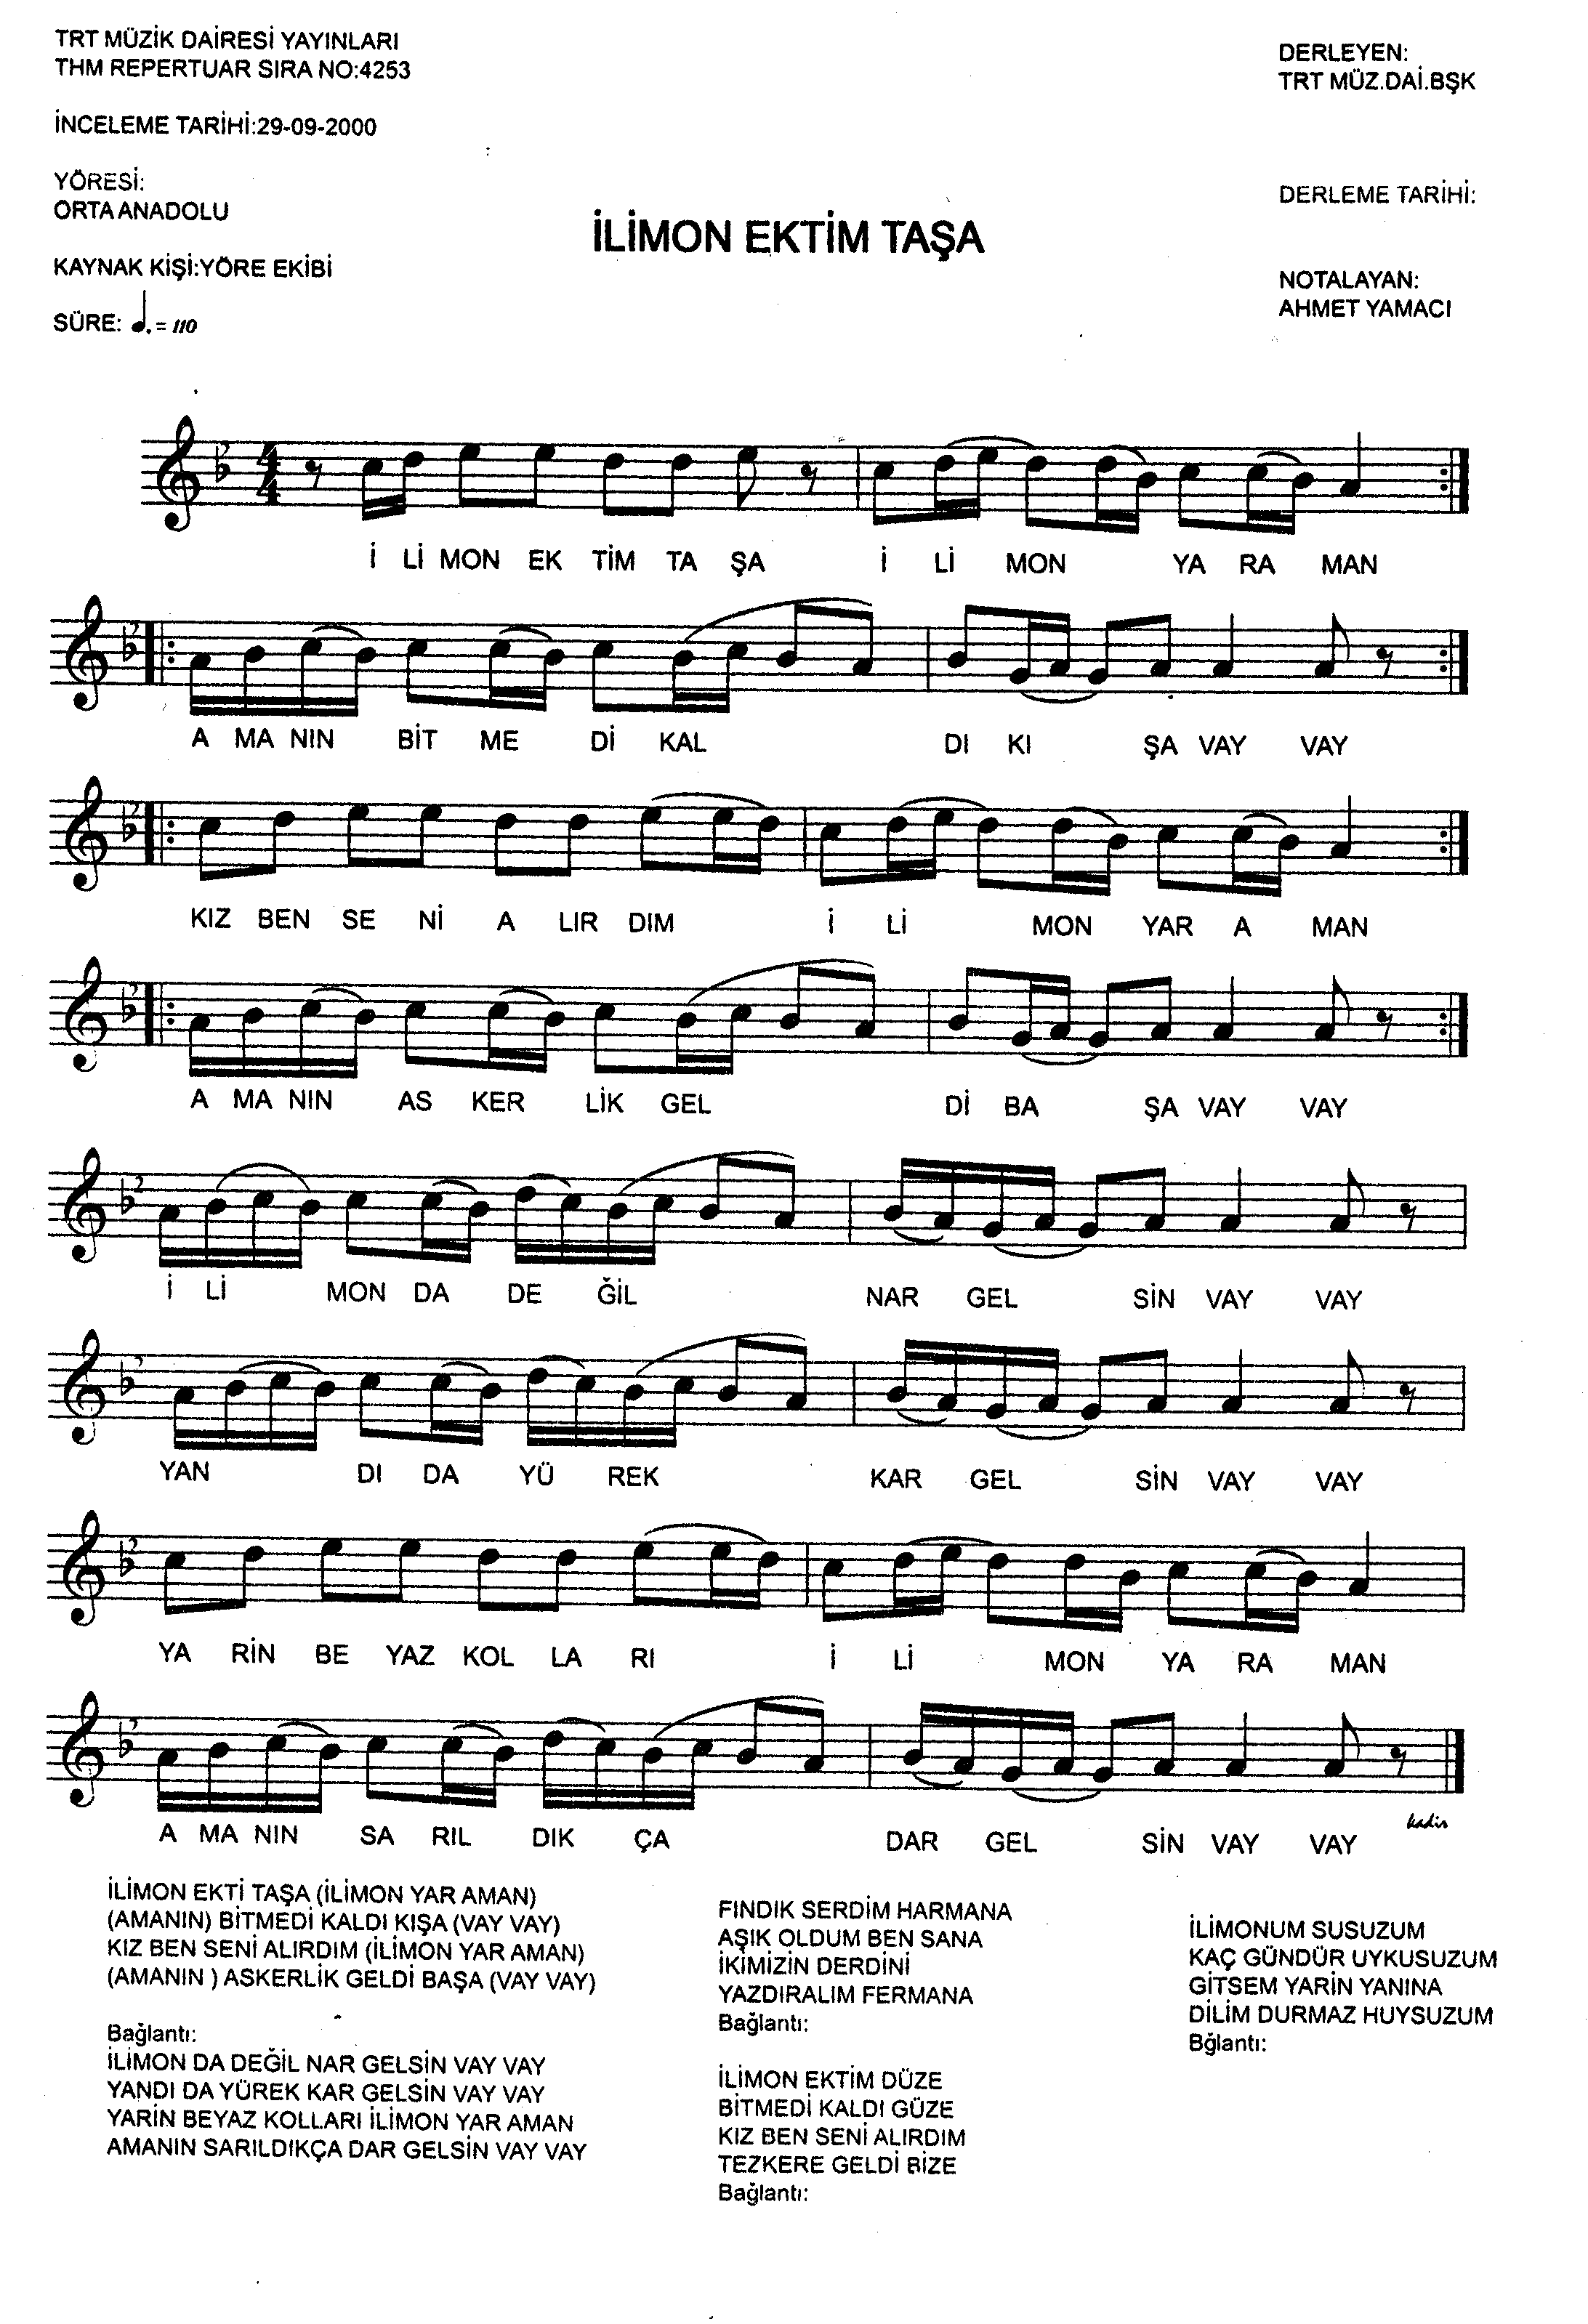 TRT MÜZİK DAİRESİ YAYINLARI
THM REPERTUAR SIRA NO:4253
İNCELEME TARİHİ:29-09-2000
YÖRESİ:
ORTA ANADOLU
KAYNAK KİŞİ:YÖRE EKİBİ
SÜRE: = 110
DERLEYEN:
TRT MÜZ.DAİ.BŞK
DERLEME TARİHİ:
NOTALAYAN:
AHMET YAMACI
İLİMON EKTİM TAŞA
2
4
4
İ Lİ MON EK TİM TA ŞA İ Lİ MON YA RA MAN
2
A MA NIN BİT ME Dİ KAL DI KI ŞA VAY VAY
2
KIZ BEN SE Nİ A LIR DIM İ Lİ MON YAR A MAN
2
A MA NIN AS KER LİK GEL Dİ BA ŞA VAY VAY
2
İ Lİ MON DA DE ĞİL NAR GEL SİN VAY VAY
2
YAN DI DA YÜ REK KAR GEL SİN VAY VAY
2
YA RİN BE YAZ KOL LA RI İ Lİ MON YA RA MAN
2
A MA NIN SA RIL DIK ÇA DAR GEL SİN VAY VAY
kadir
İLİMON EKTİ TAŞA (İLİMON YAR AMAN)
(AMANIN) BİTMEDİ KALDI KIŞA (VAY VAY)
KIZ BEN SENİ ALIRDIM (İLİMON YAR AMAN)
(AMANIN ) ASKERLİK GELDİ BAŞA (VAY VAY)
Bağlantı:
İLİMON DA DEĞİL NAR GELSİN VAY VAY
YANDI DA YÜREK KAR GELSİN VAY VAY
YARİN BEYAZ KOLLARI İLİMON YAR AMAN
AMANIN SARILDIKÇA DAR GELSİN VAY VAY
FINDIK SERDİM HARMANA
AŞIK OLDUM BEN SANA
İKİMİZİN DERDİNİ
YAZDIRALIM FERMANA
Bağlantı:
İLİMON EKTİM DÜZE
BİTMEDİ KALDI GÜZE
KIZ BEN SENİ ALIRDIM
TEZKERE GELDİ BİZE
Bağlantı:
İLİMONUM SUSUZUM
KAÇ GÜNDÜR UYKUSUZUM
GİTSEM YARİN YANINA
DİLİM DURMAZ HUYSUZUM
Bğlantı: